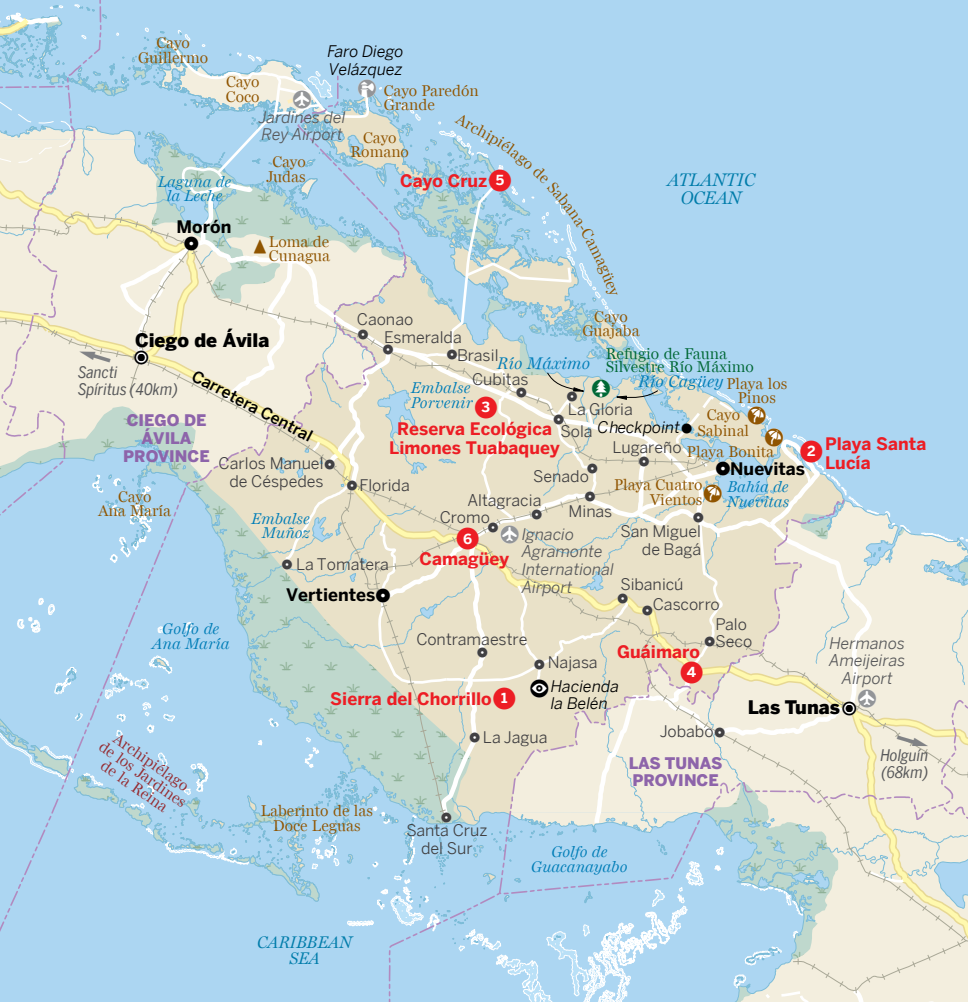 Cayo
Guillermo
Faro Diego
Velázquez
Cayo
Coco
Cayo Paredón
Grande
Jardines del
Rey Airport
Archipiélago de Sabana-Camagüey
Cayo
Romano
Cayo
Judas
Laguna de
la Leche
Cayo Cruz 5
ATLANTIC
OCEAN
Morón
Loma de
Cunagua
Cayo
Guajaba
Caonao
Esmeralda
Ciego de Ávila
Brasil
Río Máximo
Refugio de Fauna
Silvestre Río Máximo
Sancti
Spíritus (40km)
Carretera Central
Cubitas
Río Cagüey
Playa los
Pinos
Embalse
Porvenir
3
Reserva Ecológica
Limones Tuabaquey
La Gloria
Cayo
Sabinal
CIEGO DE
ÁVILA
PROVINCE
Sola
Checkpoint
Playa Bonita
2 Playa Santa
Lucía
Lugareño
Carlos Manuel
de Céspedes
Nuevitas
Senado
Florida
Playa Cuatro
Vientos
Bahía de
Nuevitas
Cayo
Ana María
Altagracia
Minas
Embalse
Muñoz
Cromo
San Miguel
de Bagá
6
Camagüey
Ignacio
Agramonte
International
Airport
La Tomatera
Vertientes
Sibanicú
Cascorro
Golfo de
Ana María
Contramaestre
Palo
Seco
Guáimaro
4
Hermanos
Ameijeiras
Airport
Najasa
Sierra del Chorrillo 1
Hacienda
la Belén
Las Tunas
La Jagua
Jobabo
Archipiélago
de los Jardines
de la Reina
LAS TUNAS
PROVINCE
Holguín
(68km)
Laberinto de las
Doce Leguas
Santa Cruz
del Sur
Golfo de
Guacanayabo
CARIBBEAN
SEA